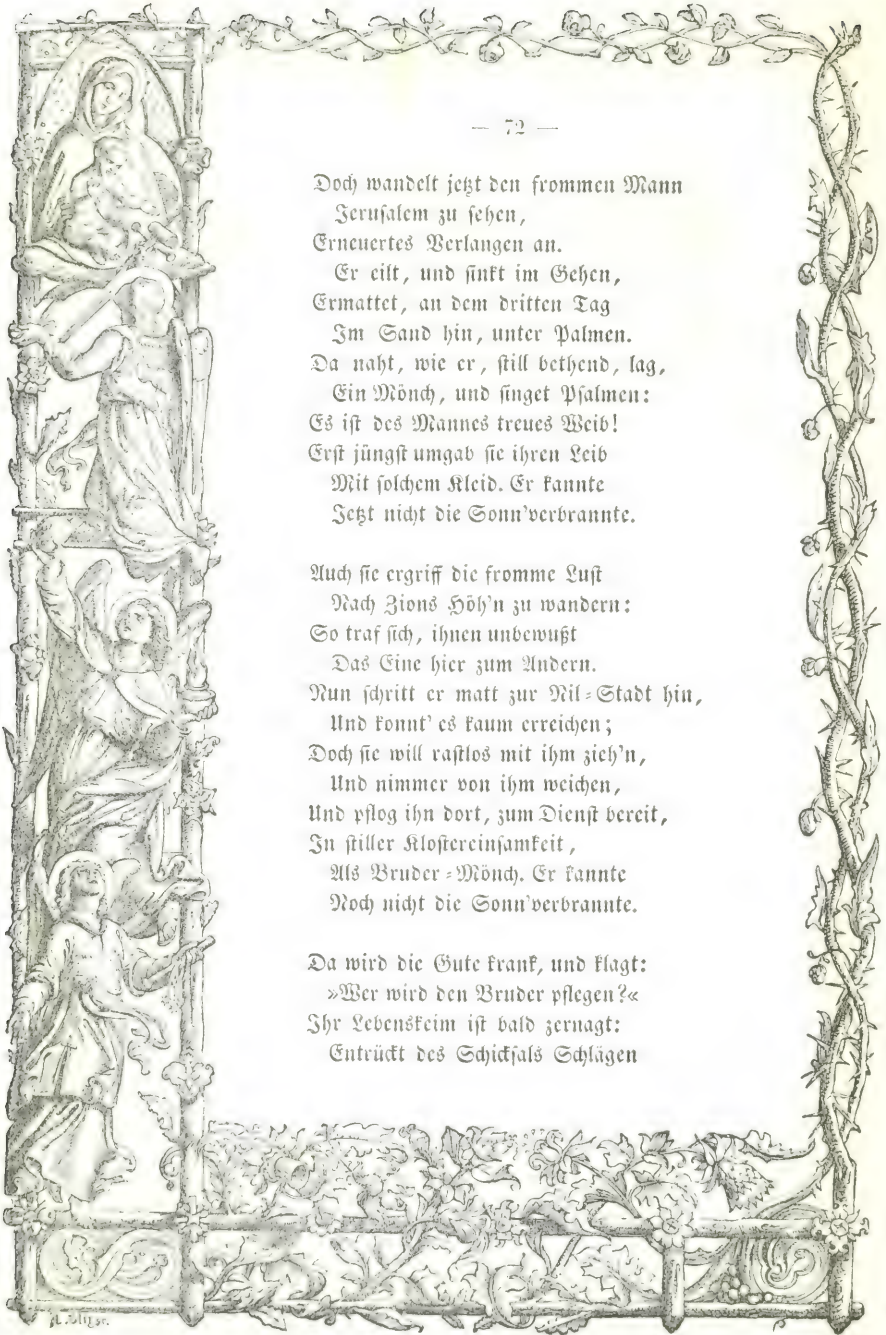 — 72 —
Doch wandelt jetzt den frommen Mann
Jerusalem zu sehen,
Erneuertes Verlangen an.
Er eilt, und sinkt im Gehen,
Ermattet, an dem dritten Tag
Im Sand hin, unter Palmen.
Da naht, wie er, still bethend, lag,
Ein Mönch, und singet Psalmen:
Es ist des Mannes treues Weib!
Erst jüngst umgab sie ihren Leib
Mit solchem Kleid. Er kannte
Jetzt nicht die Sonn'verbrannte.
Auch sie ergriff die fromme Lust
Nach Zions Höh'n zu wandern:
So traf sich, ihnen unbewußt
Das Eine hier zum Andern.
Nun schritt er matt zur Nil-Stadt hin,
Und konnt' es kaum erreichen;
Doch sie will rastlos mit ihm zieh'n,
Und nimmer von ihm weichen,
Und pflog ihn dort, zum Dienst bereit,
In stiller Klostereinsamkeit,
Als Bruder-Mönch. Er kannte
Noch nicht die Sonn'verbrannte.
Da wird die Gute krank, und klagt:
»Wer wird den Bruder pflegen?«
Ihr Lebenskeim ist bald zernagt:
Entrückt des Schicksals Schlägen